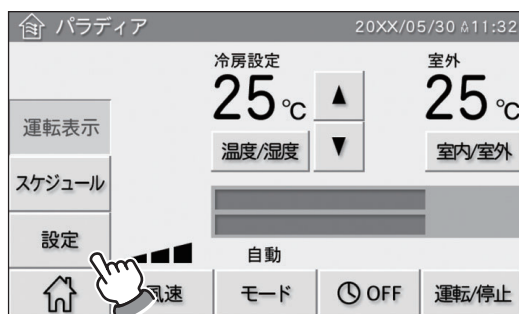 パラディア
20XX/05/30 11:32
冷房設定
25℃
▲
▼
温度/湿度
室外
25℃
室内/室外
運転表示
スケジュール
設定
自動
風速
モード
OFF
運転/停止